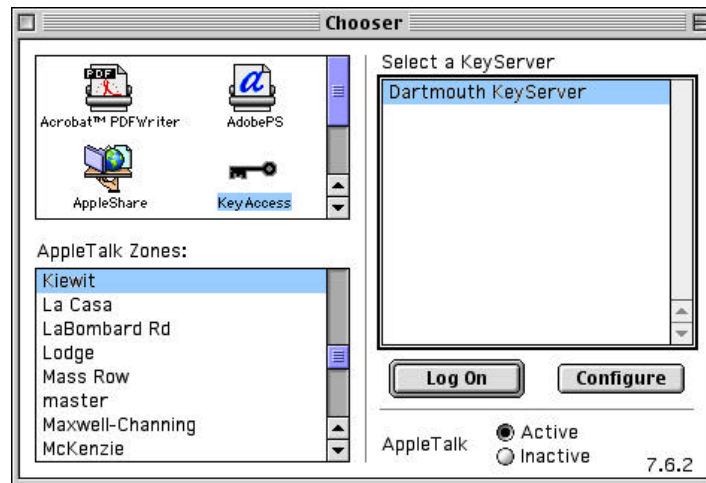 Chooser
PDF
Acrobat™ PDFWriter
a
AdobePS
AppleShare
KeyAccess
AppleTalk Zones:
Kiewit
La Casa
LaBombard Rd
Lodge
Mass Row
master
Maxwell-Channing
McKenzie
Select a KeyServer
Dartmouth KeyServer
Log On
Configure
AppleTalk
Active
Inactive
7.6.2